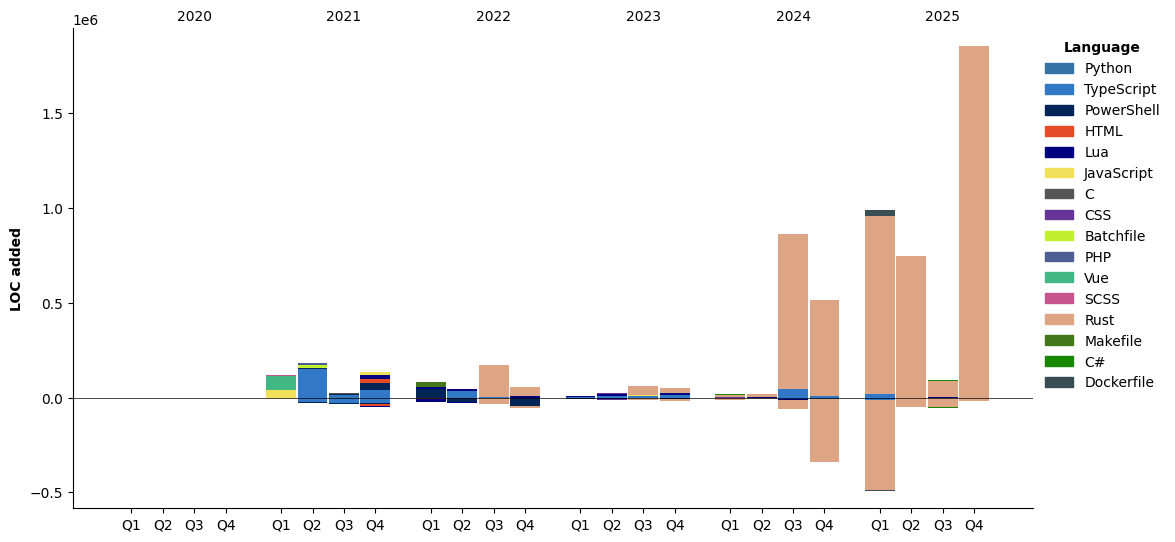 1e6
2020 2021 2022 2023 2024 2025
LOC added
1.5
1.0
0.5
0.0
−0.5
Q1 Q2 Q3 Q4 Q1 Q2 Q3 Q4 Q1 Q2 Q3 Q4 Q1 Q2 Q3 Q4 Q1 Q2 Q3 Q4 Q1 Q2 Q3 Q4
Language
Python
TypeScript
PowerShell
HTML
Lua
JavaScript
C
CSS
Batchfile
PHP
Vue
SCSS
Rust
Makefile
C#
Dockerfile